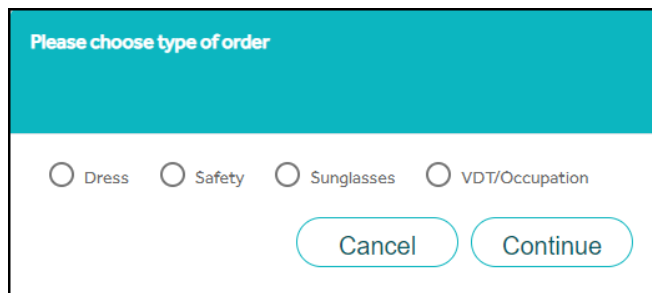 Please choose type of order
Dress Safety Sunglasses VDT/Occupation
Cancel Continue